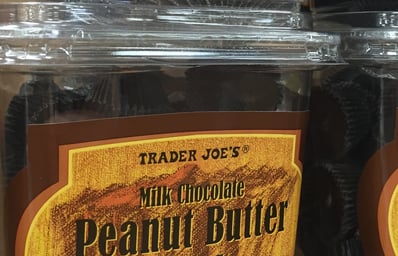 TRADER JOE'S®
Milk Chocolate
Peanut Butter